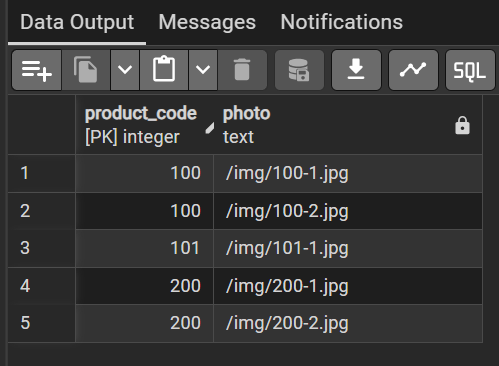 Data Output Messages Notifications
SQL
product_code photo
[PK] integer text
1 100 /img/100-1.jpg
2 100 /img/100-2.jpg
3 101 /img/101-1.jpg
4 200 /img/200-1.jpg
5 200 /img/200-2.jpg